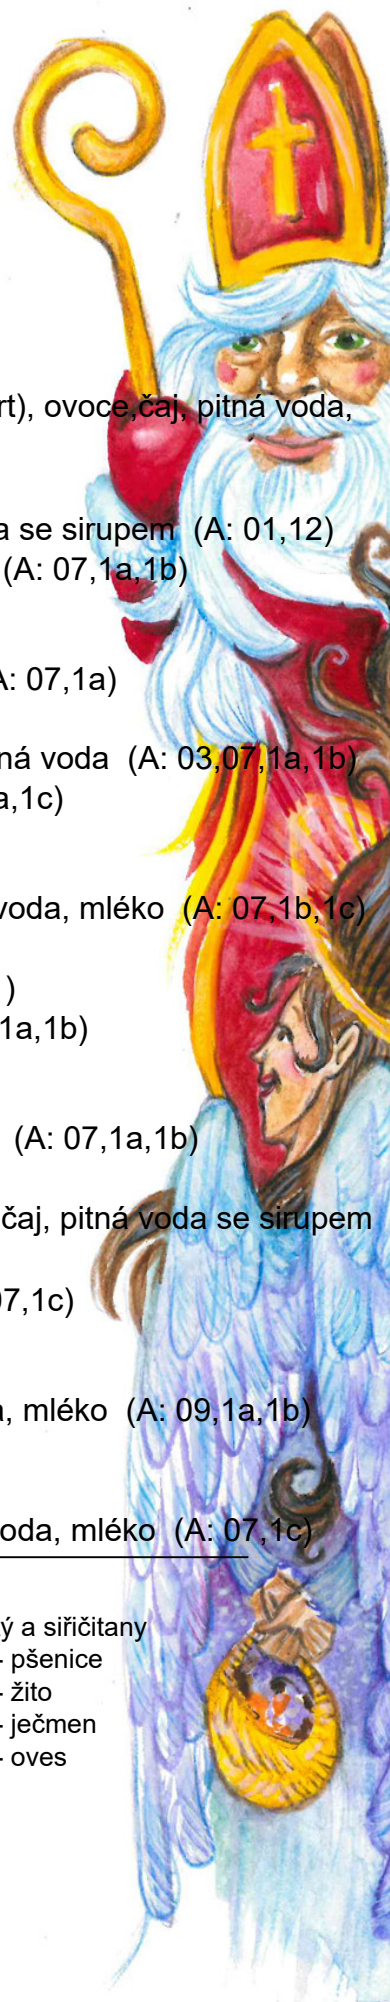 rt), ovoce,čaj, pitná voda,
a se sirupem (A: 01,12)
(A: 07,1a,1b)
A: 07,1a)
ná voda (A: 03,07,1a,1b)
a,1c)
voda, mléko (A: 07,1b,1c)
)
1a,1b)
(A: 07,1a,1b)
čaj, pitná voda se sirupem
07,1c)
a, mléko (A: 09,1a,1b)
voda, mléko (A: 07,1c)
ý a siřičitany
- pšenice
- žito
- ječmen
- oves